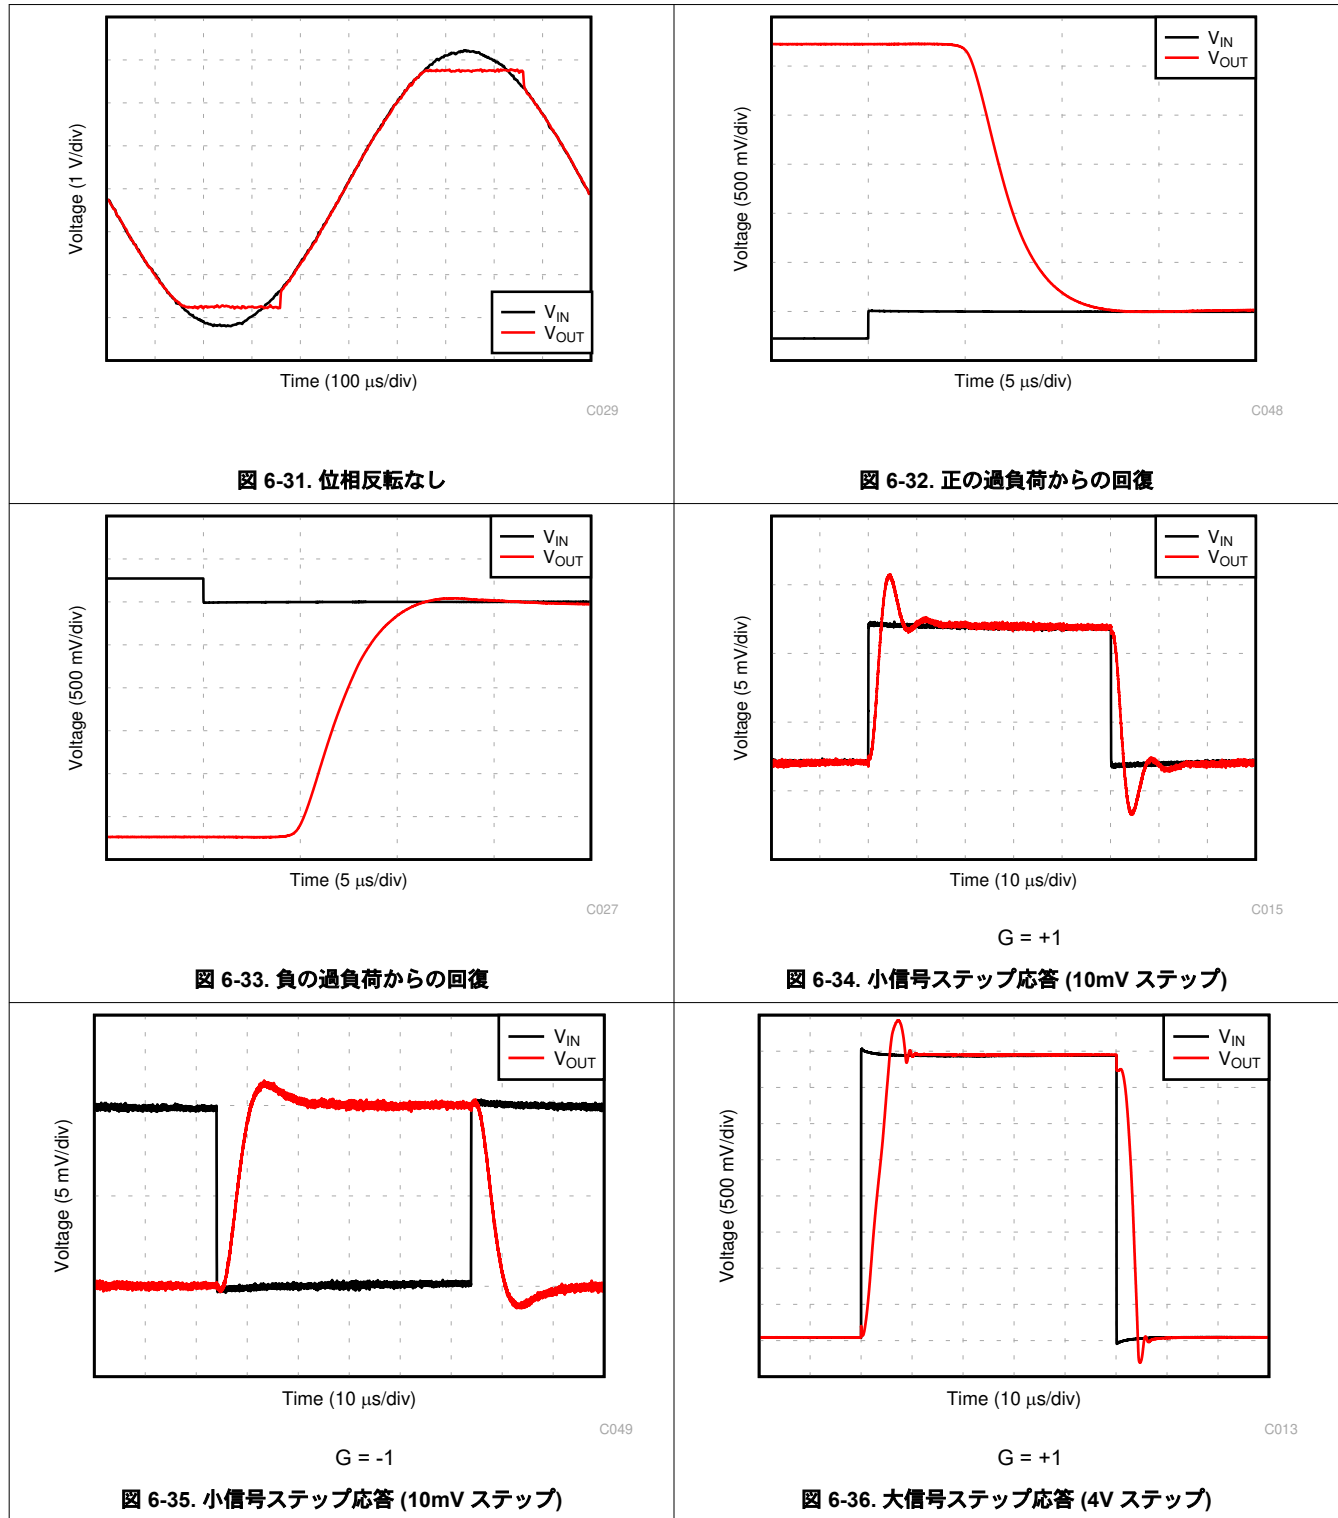 Voltage (1 V/div)
VIN
VOUT
Time (100 μs/div)
C029
図 6-31. 位相反転なし
Voltage (500 mV/div)
VIN
VOUT
Time (5 μs/div)
C048
図 6-32. 正の過負荷からの回復
Voltage (500 mV/div)
VIN
VOUT
Time (5 μs/div)
C027
図 6-33. 負の過負荷からの回復
Voltage (5 mV/div)
VIN
VOUT
Time (10 μs/div)
C015
G = +1
図 6-34. 小信号ステップ応答 (10mV ステップ)
Voltage (5 mV/div)
VIN
VOUT
Time (10 μs/div)
C049
G = -1
図 6-35. 小信号ステップ応答 (10mV ステップ)
Voltage (500 mV/div)
VIN
VOUT
Time (10 μs/div)
C013
G = +1
図 6-36. 大信号ステップ応答 (4V ステップ)